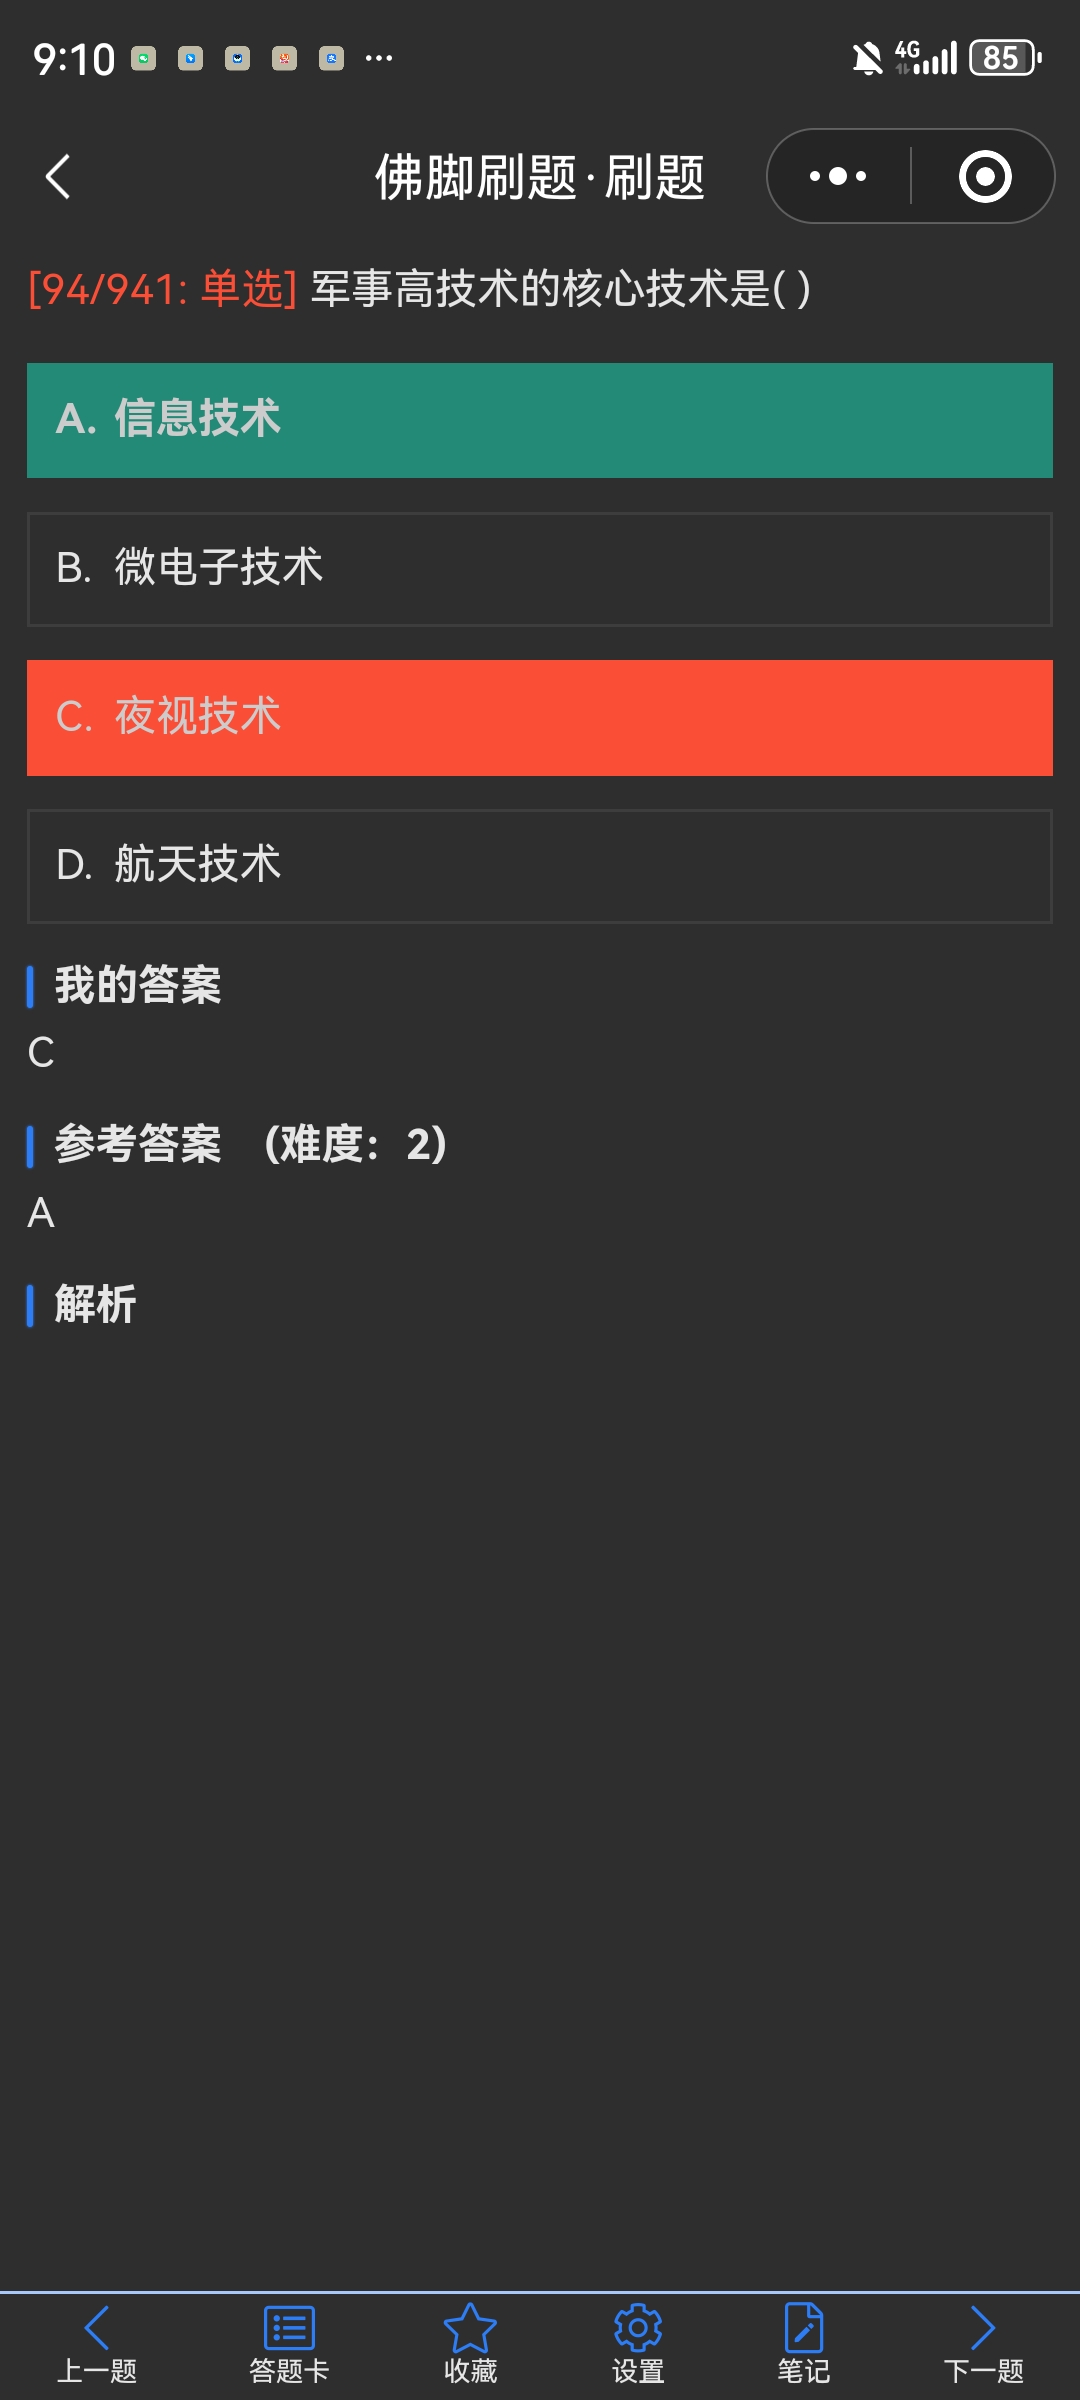 9:10
4G
85
佛脚刷题·刷题
[94/941: 单选] 军事高技术的核心技术是( )
A. 信息技术
B. 微电子技术
C. 夜视技术
D. 航天技术
我的答案
C
参考答案 (难度：2)
A
解析
上一题 答题卡 收藏 设置 笔记 下一题